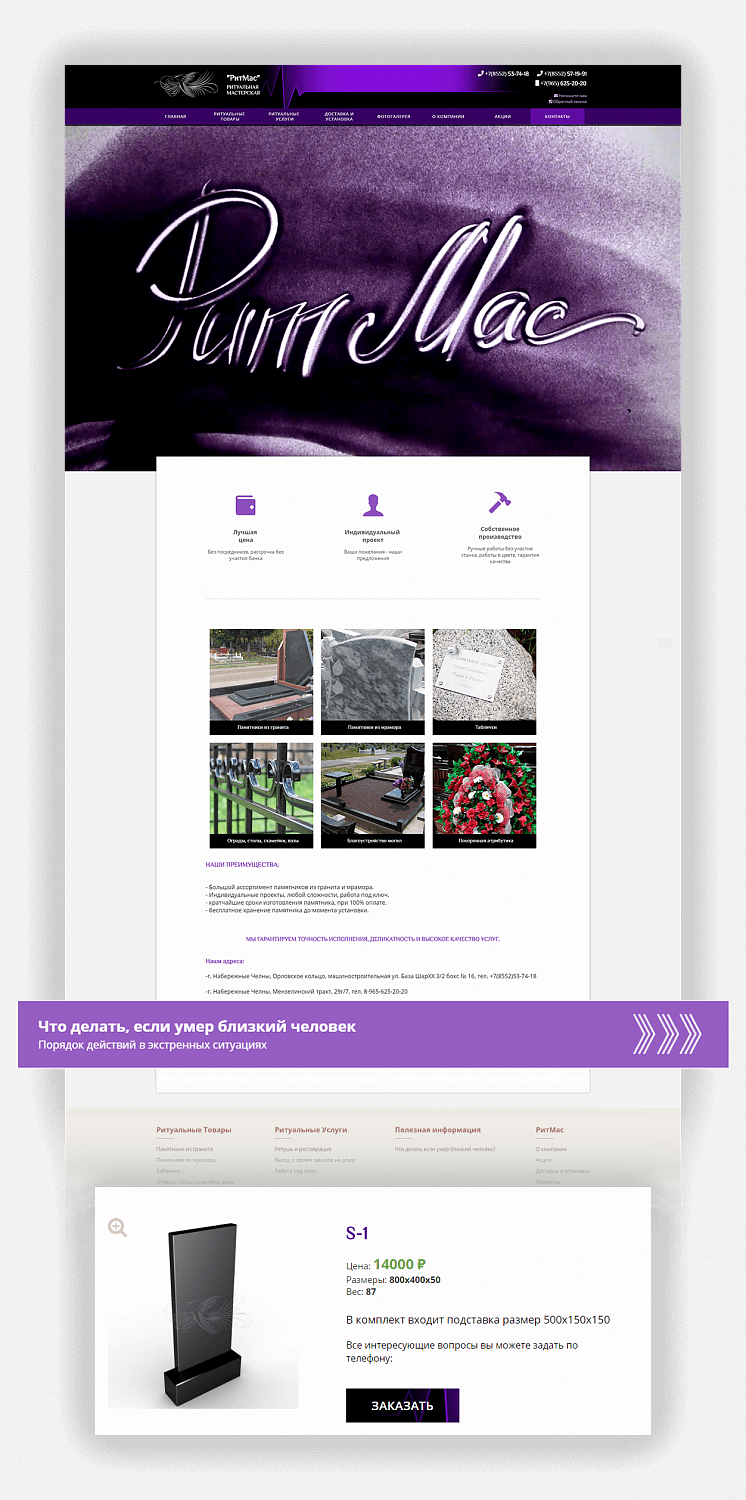 "РитМас"
РИТУАЛЬНАЯ
МАСТЕРСКАЯ
+7(8552) 53-74-18 +7(8552) 57-19-91
+7(965) 625-20-20
Напишите нам
Обратный звонок
ГЛАВНАЯ
РИТУАЛЬНЫЕ
ТОВАРЫ
РИТУАЛЬНЫЕ
УСЛУГИ
ДОСТАВКА И
УСТАНОВКА
ФОТОГАЛЕРЕЯ
О КОМПАНИИ
АКЦИИ
КОНТАКТЫ
РитМас
Лучшая
цена
Без посредников, рассрочка без
участия банка
Индивидуальный
проект
Ваши пожелания - наши
предложения
Собственное
производство
Ручные работы без участия
станка, работы в цвете, гарантия
качества
Памятники из гранита
Памятники из мрамора
Таблички
Ограды, столы, скамейки, вазы
Благоустройство могил
Похоронная атрибутика
НАШИ ПРЕИМУЩЕСТВА:
- Большой ассортимент памятников из гранита и мрамора.
- Индивидуальные проекты, любой сложности, работа под ключ.
- кратчайшие сроки изготовления памятника, при 100% оплате.
- бесплатное хранение памятника до момента установки.
МЫ ГАРАНТИРУЕМ ТОЧНОСТЬ ИСПОЛНЕНИЯ, ДЕЛИКАТНОСТЬ И ВЫСОКОЕ КАЧЕСТВО УСЛУГ.
Наши адреса:
-г. Набережные Челны, Орловское кольцо, машиностроительная ул. База ШарХК 3/2 бокс № 16, тел. +7(8552)53-74-18
-г. Набережные Челны, Мензелинский тракт, 29г/7, тел. 8-965-625-20-20
Что делать, если умер близкий человек
Порядок действий в экстренных ситуациях
Ритуальные Товары
Памятники из гранита
Памятники из мрамора
Таблички
Ограды, столы, скамейки, вазы
Ритуальные Услуги
Ретушь и реставрация
Выезд и прием заказов на дому
Работа под ключ
Полезная информация
Что делать если умер близкий человек?
РитМас
О компании
Акции
Доставка и установка
Контакты
S-1
Цена: 14000 ₽
Размеры: 800x400x50
Вес: 87
В комплект входит подставка размер 500x150x150
Все интересующие вопросы вы можете задать по
телефону:
ЗАКАЗАТЬ